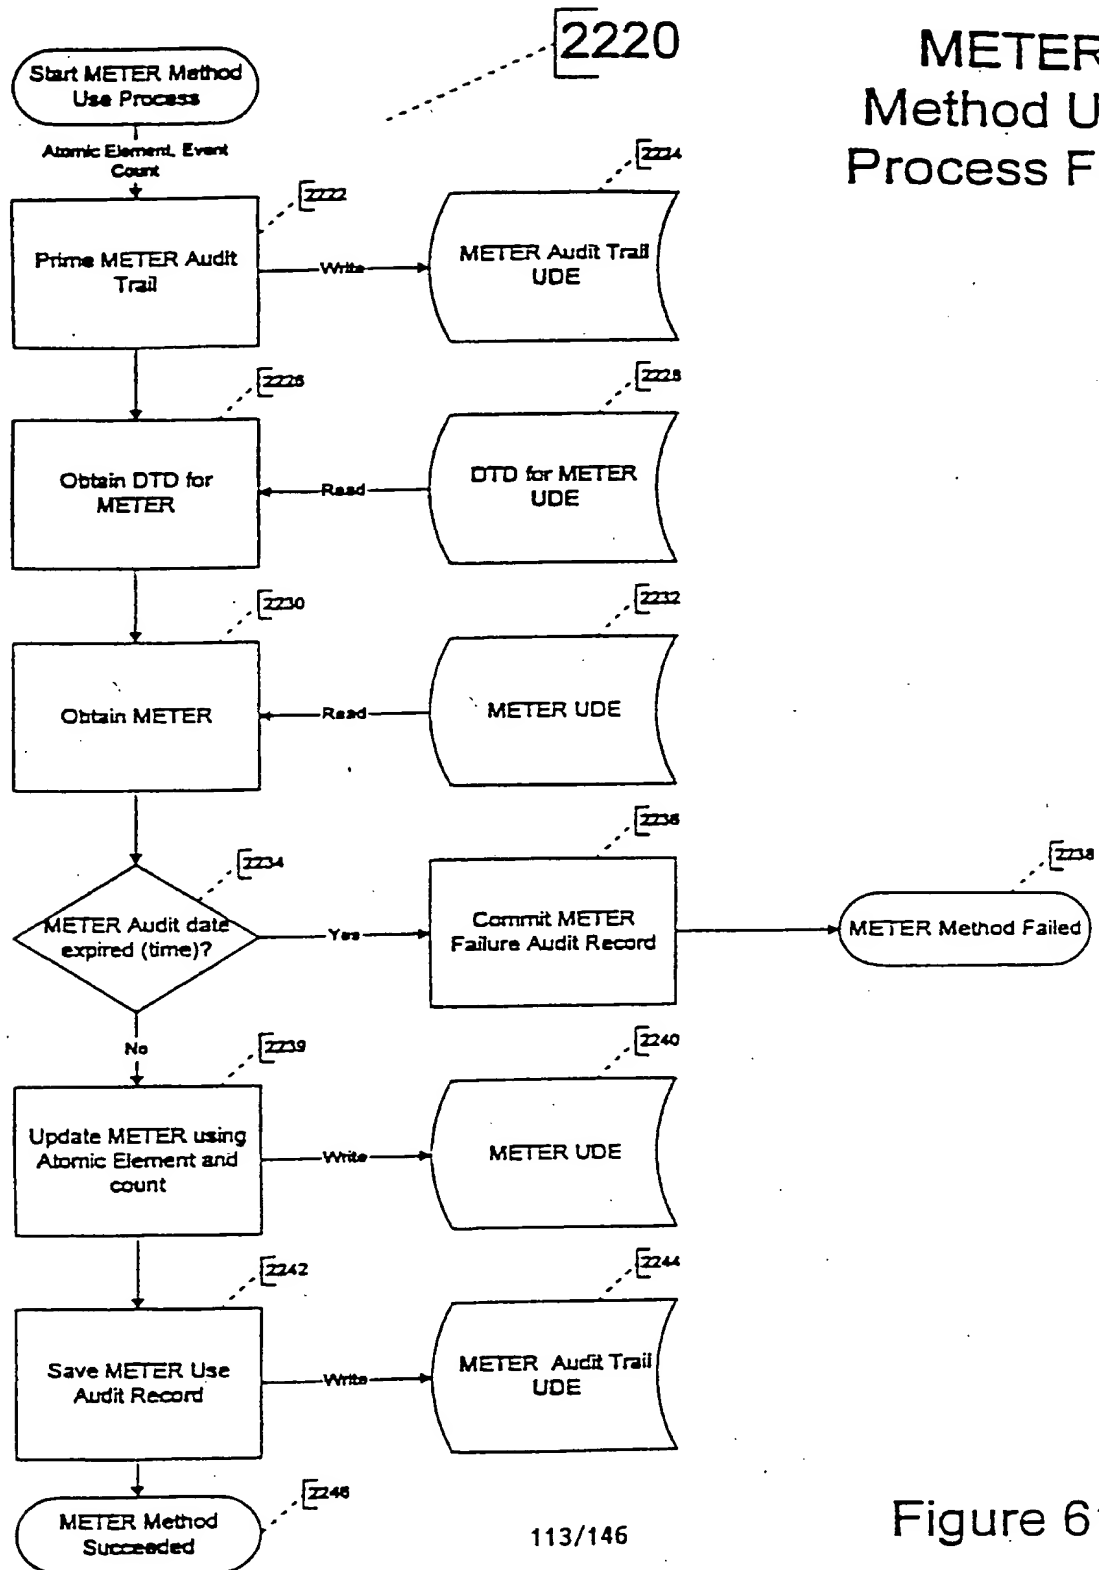 2220
METER
Method U
Process F
Start METER Method
Use Process
Atomic Element, Event
Count
2222
Prime METER Audit
Trail
Write
2224
METER Audit Trail
UDE
2226
Obtain DTD for
METER
Read
2228
DTD for METER
UDE
2230
Obtain METER
Read
2232
METER UDE
2234
METER Audit date
expired (time)?
Yes
2236
Commit METER
Failure Audit Record
2238
METER Method Failed
No
2239
Update METER using
Atomic Element and
count
Write
2240
METER UDE
2242
Save METER Use
Audit Record
Write
2244
METER Audit Trail
UDE
2246
METER Method
Succeeded
113/146
Figure 61